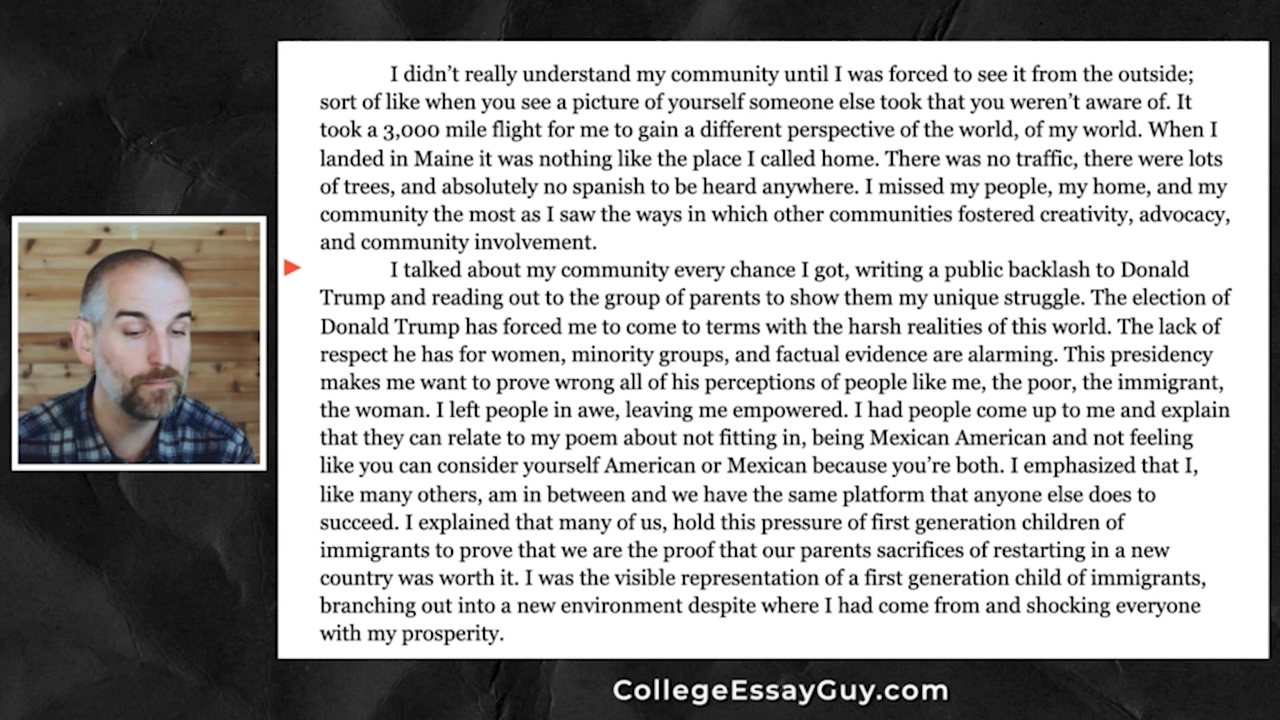 I didn’t really understand my community until I was forced to see it from the outside;
sort of like when you see a picture of yourself someone else took that you weren’t aware of. It
took a 3,000 mile flight for me to gain a different perspective of the world, of my world. When I
landed in Maine it was nothing like the place I called home. There was no traffic, there were lots
of trees, and absolutely no spanish to be heard anywhere. I missed my people, my home, and my
community the most as I saw the ways in which other communities fostered creativity, advocacy,
and community involvement.
I talked about my community every chance I got, writing a public backlash to Donald
Trump and reading out to the group of parents to show them my unique struggle. The election of
Donald Trump has forced me to come to terms with the harsh realities of this world. The lack of
respect he has for women, minority groups, and factual evidence are alarming. This presidency
makes me want to prove wrong all of his perceptions of people like me, the poor, the immigrant,
the woman. I left people in awe, leaving me empowered. I had people come up to me and explain
that they can relate to my poem about not fitting in, being Mexican American and not feeling
like you can consider yourself American or Mexican because you’re both. I emphasized that I,
like many others, am in between and we have the same platform that anyone else does to
succeed. I explained that many of us, hold this pressure of first generation children of
immigrants to prove that we are the proof that our parents sacrifices of restarting in a new
country was worth it. I was the visible representation of a first generation child of immigrants,
branching out into a new environment despite where I had come from and shocking everyone
with my prosperity.
CollegeEssayGuy.com